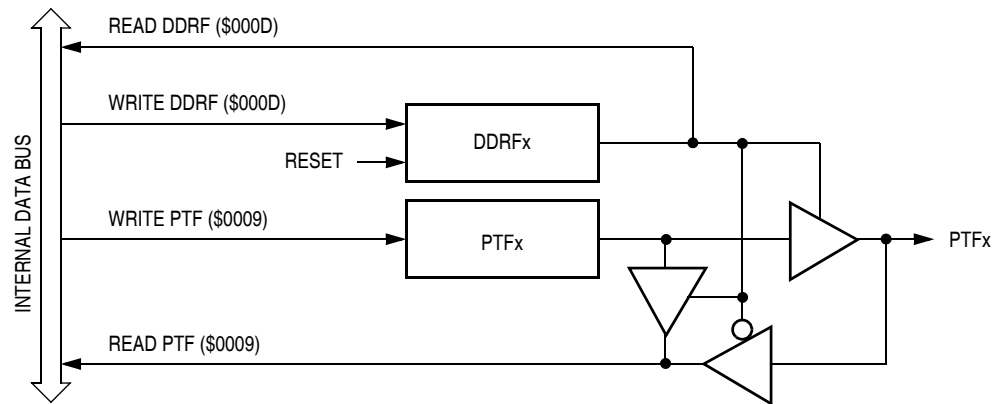 READ DDRF ($000D)
WRITE DDRF ($000D)
DDRFx
RESET
INTERNAL DATA BUS
WRITE PTF ($0009)
PTFx
PTFx
READ PTF ($0009)